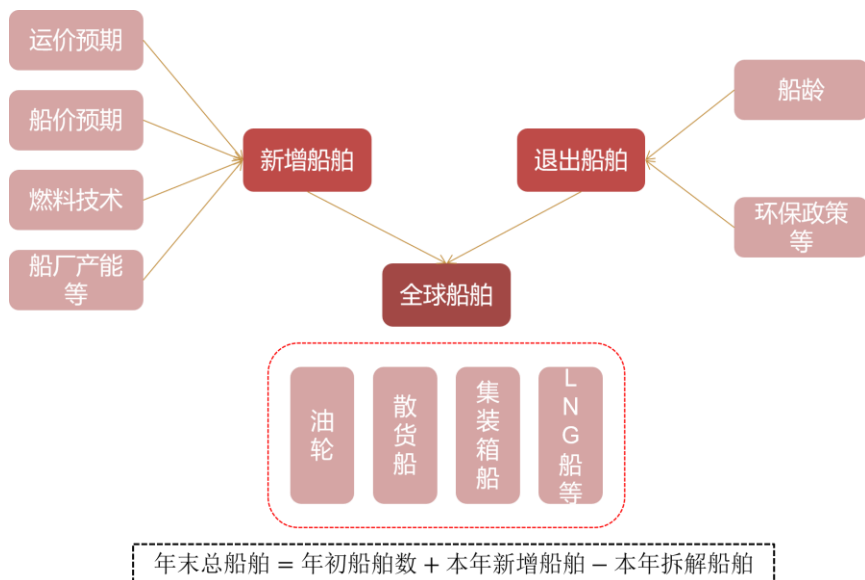 运价预期
船价预期
燃料技术
船厂产能
等
新增船舶
退出船舶
船龄
环保政策
等
全球船舶
油轮
散货船
集装箱船
LNG船等
年末总船舶 = 年初船舶数 + 本年新增船舶 − 本年拆解船舶